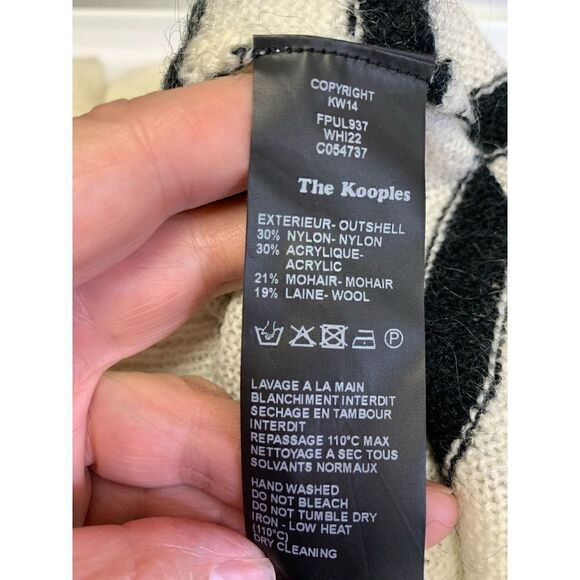 COPYRIGHT
KW14
FPUL937
WHI22
C054737
The Kooples
EXTERIEUR- OUTSHELL
30% NYLON- NYLON
30% ACRYLIQUE-
ACRYLIC
21% MOHAIR- MOHAIR
19% LAINE- WOOL
P
LAVAGE A LA MAIN
BLANCHIMENT INTERDIT
SECHAGE EN TAMBOUR
INTERDIT
REPASSAGE 110°C MAX
NETTOYAGE A SEC TOUS
SOLVANTS NORMAUX
HAND WASHED
DO NOT BLEACH
DO NOT TUMBLE DRY
IRON - LOW HEAT
(110°C)
DRY CLEANING